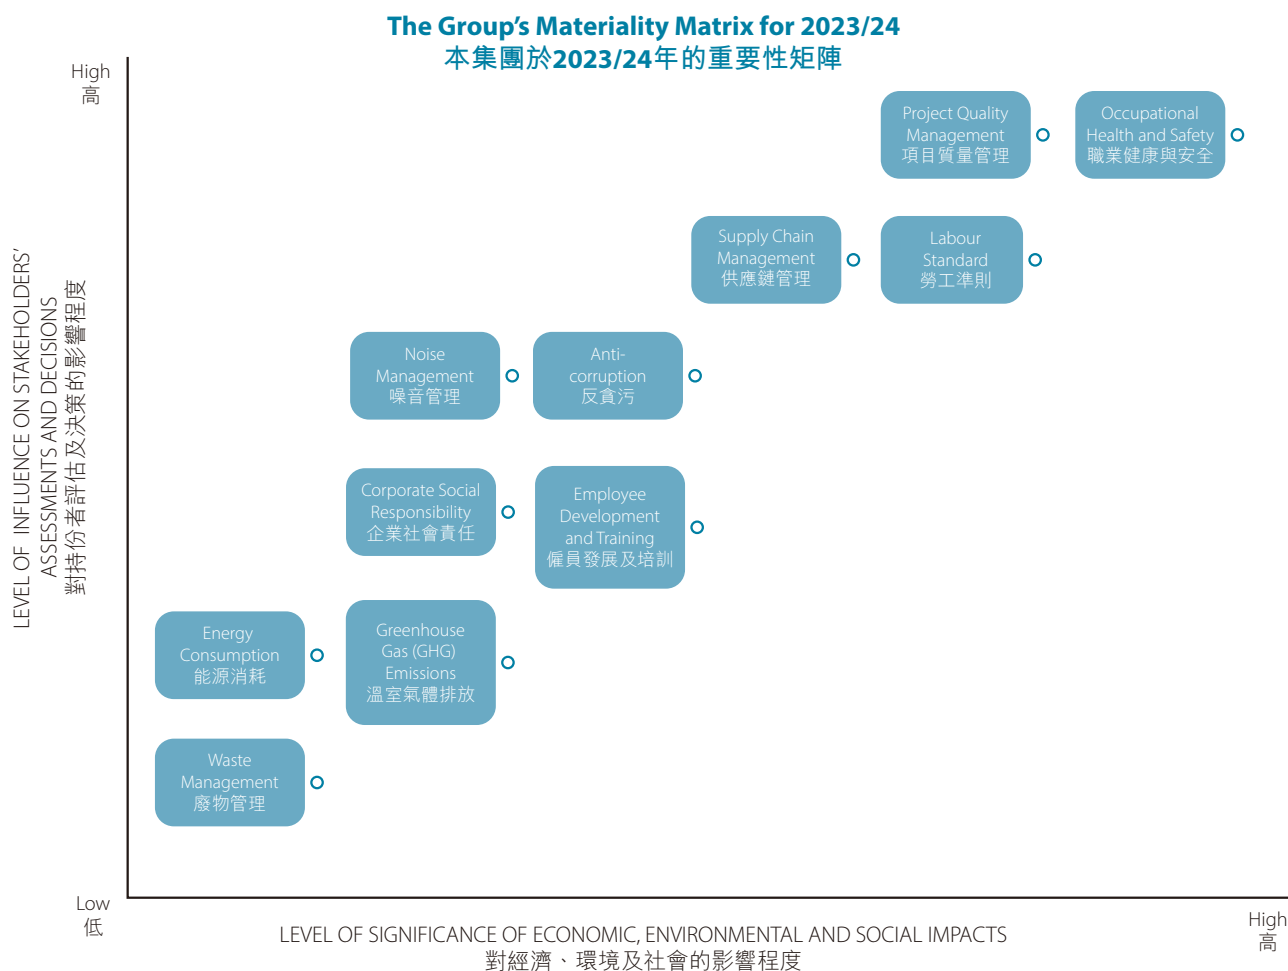 The Group's Materiality Matrix for 2023/24
本集團於2023/24年的重要性矩陣
High
高
Project Quality
Management
項目質量管理
Occupational
Health and Safety
職業健康與安全
Supply Chain
Management
供應鏈管理
Labour
Standard
勞工準則
LEVEL OF INFLUENCE ON STAKEHOLDERS'
ASSESSMENTS AND DECISIONS
對持份者評估及決策的影響程度
Noise
Management
噪音管理
Anti-
corruption
反貪污
Corporate Social
Responsibility
企業社會責任
Employee
Development
and Training
僱員發展及培訓
Energy
Consumption
能源消耗
Greenhouse
Gas (GHG)
Emissions
溫室氣體排放
Waste
Management
廢物管理
Low
低
LEVEL OF SIGNIFICANCE OF ECONOMIC, ENVIRONMENTAL AND SOCIAL IMPACTS
對經濟、環境及社會的影響程度
High
高